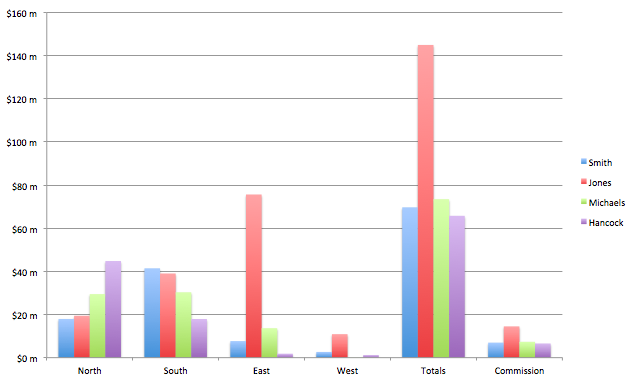 $160 m
$140 m
$120 m
$100 m
$80 m
$60 m
$40 m
$20 m
$0 m
North South East West Totals Commission
Smith
Jones
Michaels
Hancock